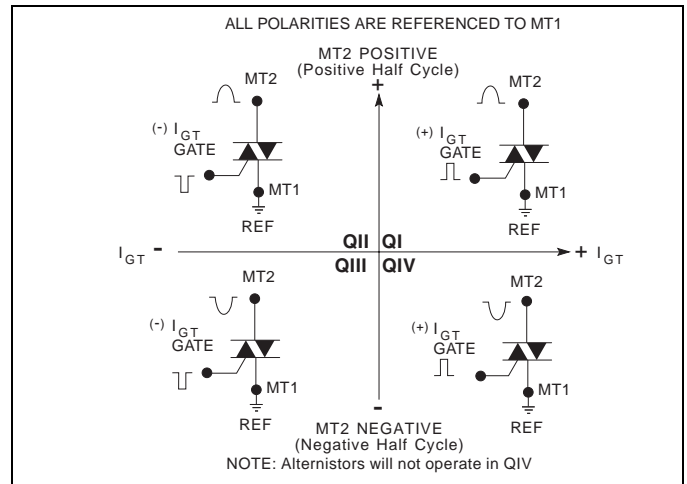 ALL POLARITIES ARE REFERENCED TO MT1
MT2 POSITIVE
(Positive Half Cycle)
+
MT2
(-) IGT
GATE
MT1
REF
MT2
(+) IGT
GATE
MT1
REF
IGT -
QII QI
QIII QIV
+ IGT
MT2
(-) IGT
GATE
MT1
REF
MT2
(+) IGT
GATE
MT1
REF
-
MT2 NEGATIVE
(Negative Half Cycle)
NOTE: Alternistors will not operate in QIV